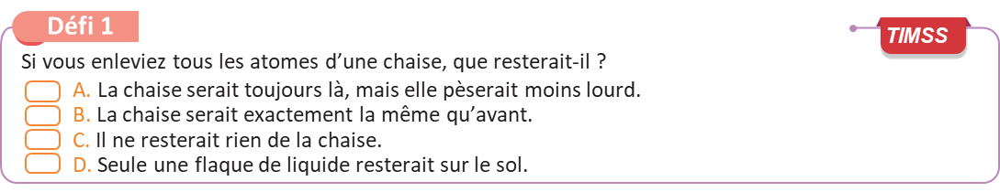 Défi 1
TIMSS
Si vous enleviez tous les atomes d’une chaise, que resterait-il ?
A. La chaise serait toujours là, mais elle pèserait moins lourd.
B. La chaise serait exactement la même qu’avant.
C. Il ne resterait rien de la chaise.
D. Seule une flaque de liquide resterait sur le sol.